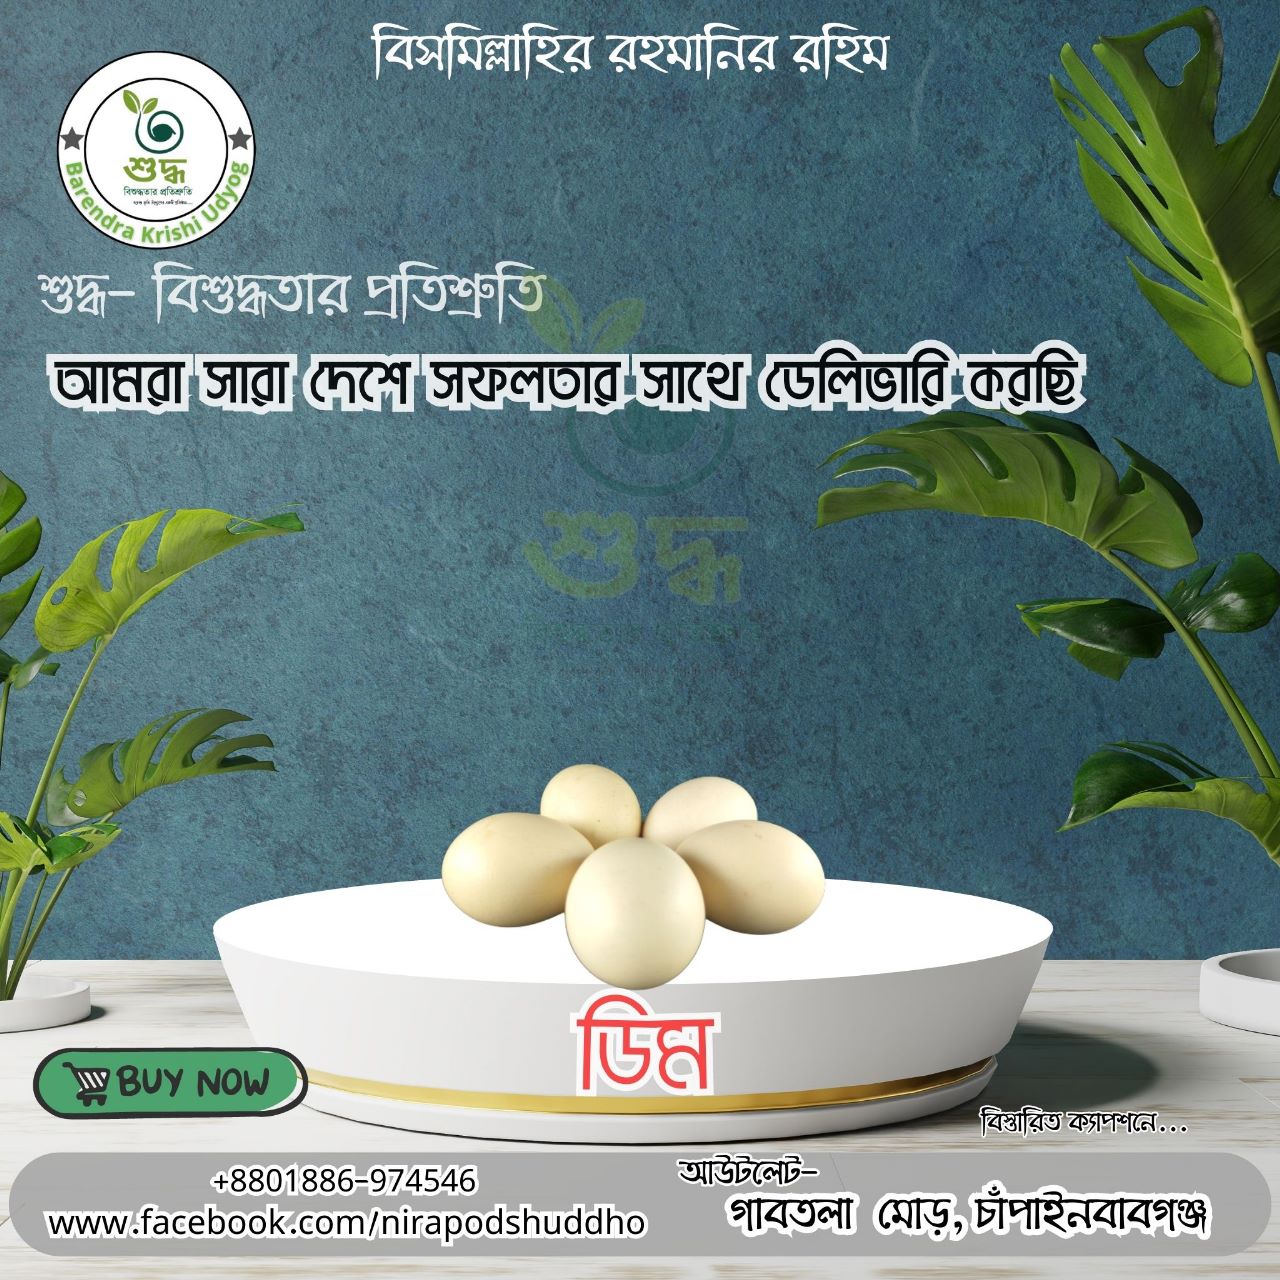 বিসমিল্লাহির রহমানির রহিম
শুদ্ধ
বিশুদ্ধতার প্রতিশ্রুতি
Barendra Krishi Udyog
শুদ্ধ- বিশুদ্ধতার প্রতিশ্রুতি
আমরা সারা দেশে সফলতার সাথে ডেলিভারি করছি
শুদ্ধ
ডিম
BUY NOW
বিস্তারিত ক্যাপশনে...
+8801886-974546
www.facebook.com/nirapodshuddho
আউটলেট-
গাবতলা মোড়, চাঁপাইনবাবগঞ্জ